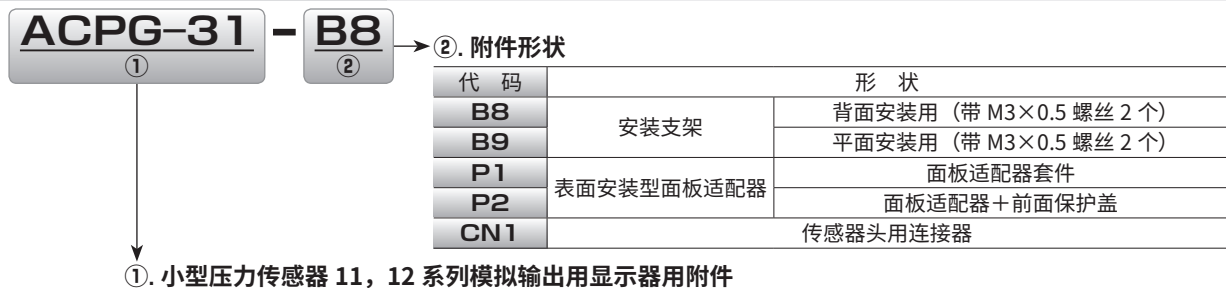 ACPG-31 - B8
① ②
②. 附件形状
代 码 形 状
B8 安装支架 背面安装用（带 M3×0.5 螺丝 2 个）
B9 平面安装用（带 M3×0.5 螺丝 2 个）
P1 表面安装型面板适配器 面板适配器套件
P2 面板适配器＋前面保护盖
CN1 传感器头用连接器
①. 小型压力传感器 11，12 系列模拟输出用显示器用附件